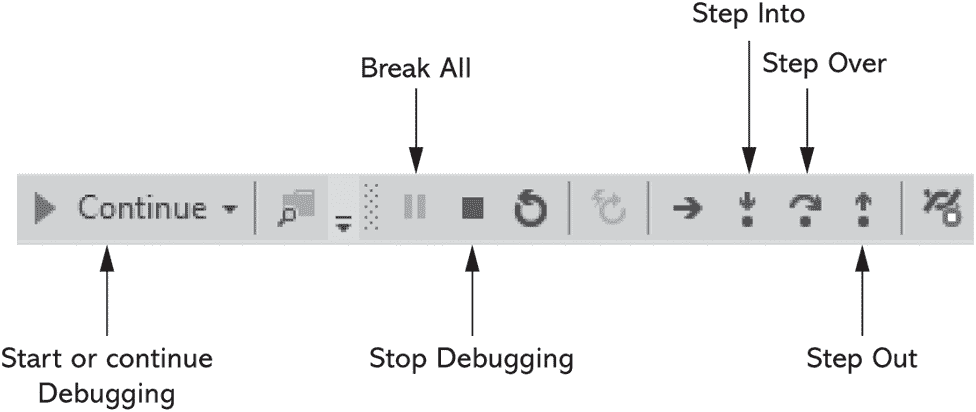 Step Into
Break All
Step Over
Continue
Start or continue
Debugging
Stop Debugging
Step Out